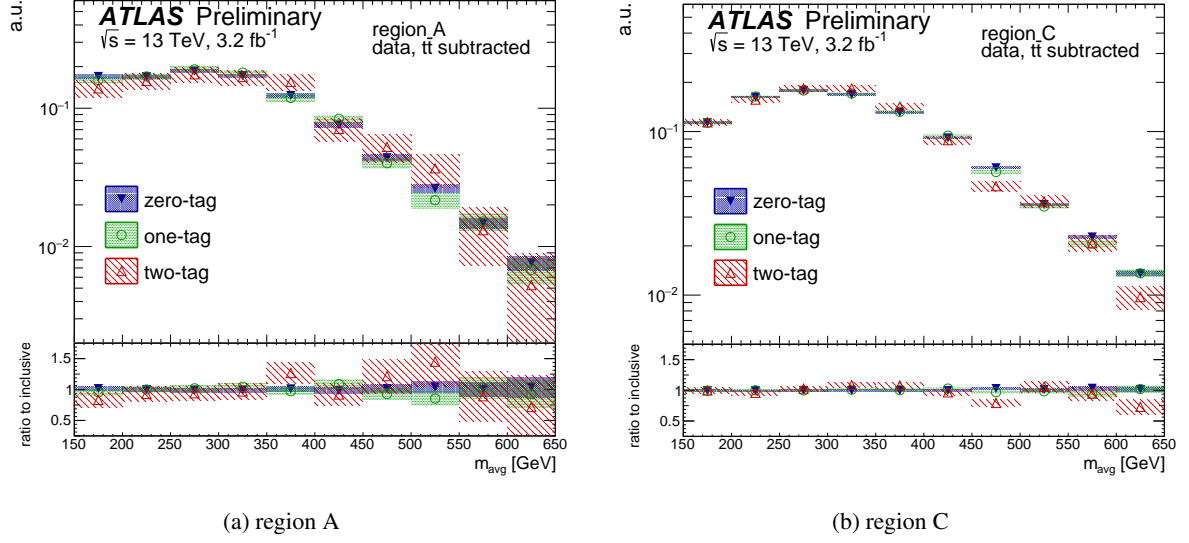 a.u.
ATLAS Preliminary
√s = 13 TeV, 3.2 fb⁻¹
region_A
data, tt subtracted
10⁻¹
10⁻²
zero-tag
one-tag
two-tag
ratio to inclusive
1.5
1
0.5
150 200 250 300 350 400 450 500 550 600 650
m_avg [GeV]
(a) region A
a.u.
ATLAS Preliminary
√s = 13 TeV, 3.2 fb⁻¹
region_C
data, tt subtracted
10⁻¹
10⁻²
zero-tag
one-tag
two-tag
ratio to inclusive
1.5
1
0.5
150 200 250 300 350 400 450 500 550 600 650
m_avg [GeV]
(b) region C